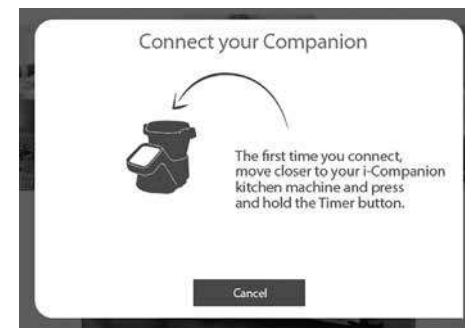 Connect your Companion
The first time you connect,
move closer to your i-Companion
kitchen machine and press
and hold the Timer button.
Cancel